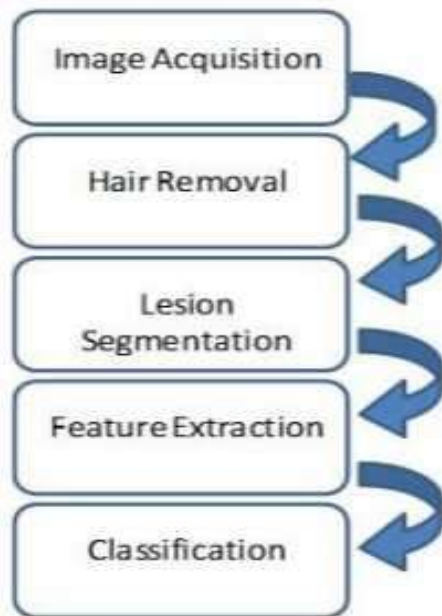 Image Acquisition
Hair Removal
Lesion
Segmentation
Feature Extraction
Classification